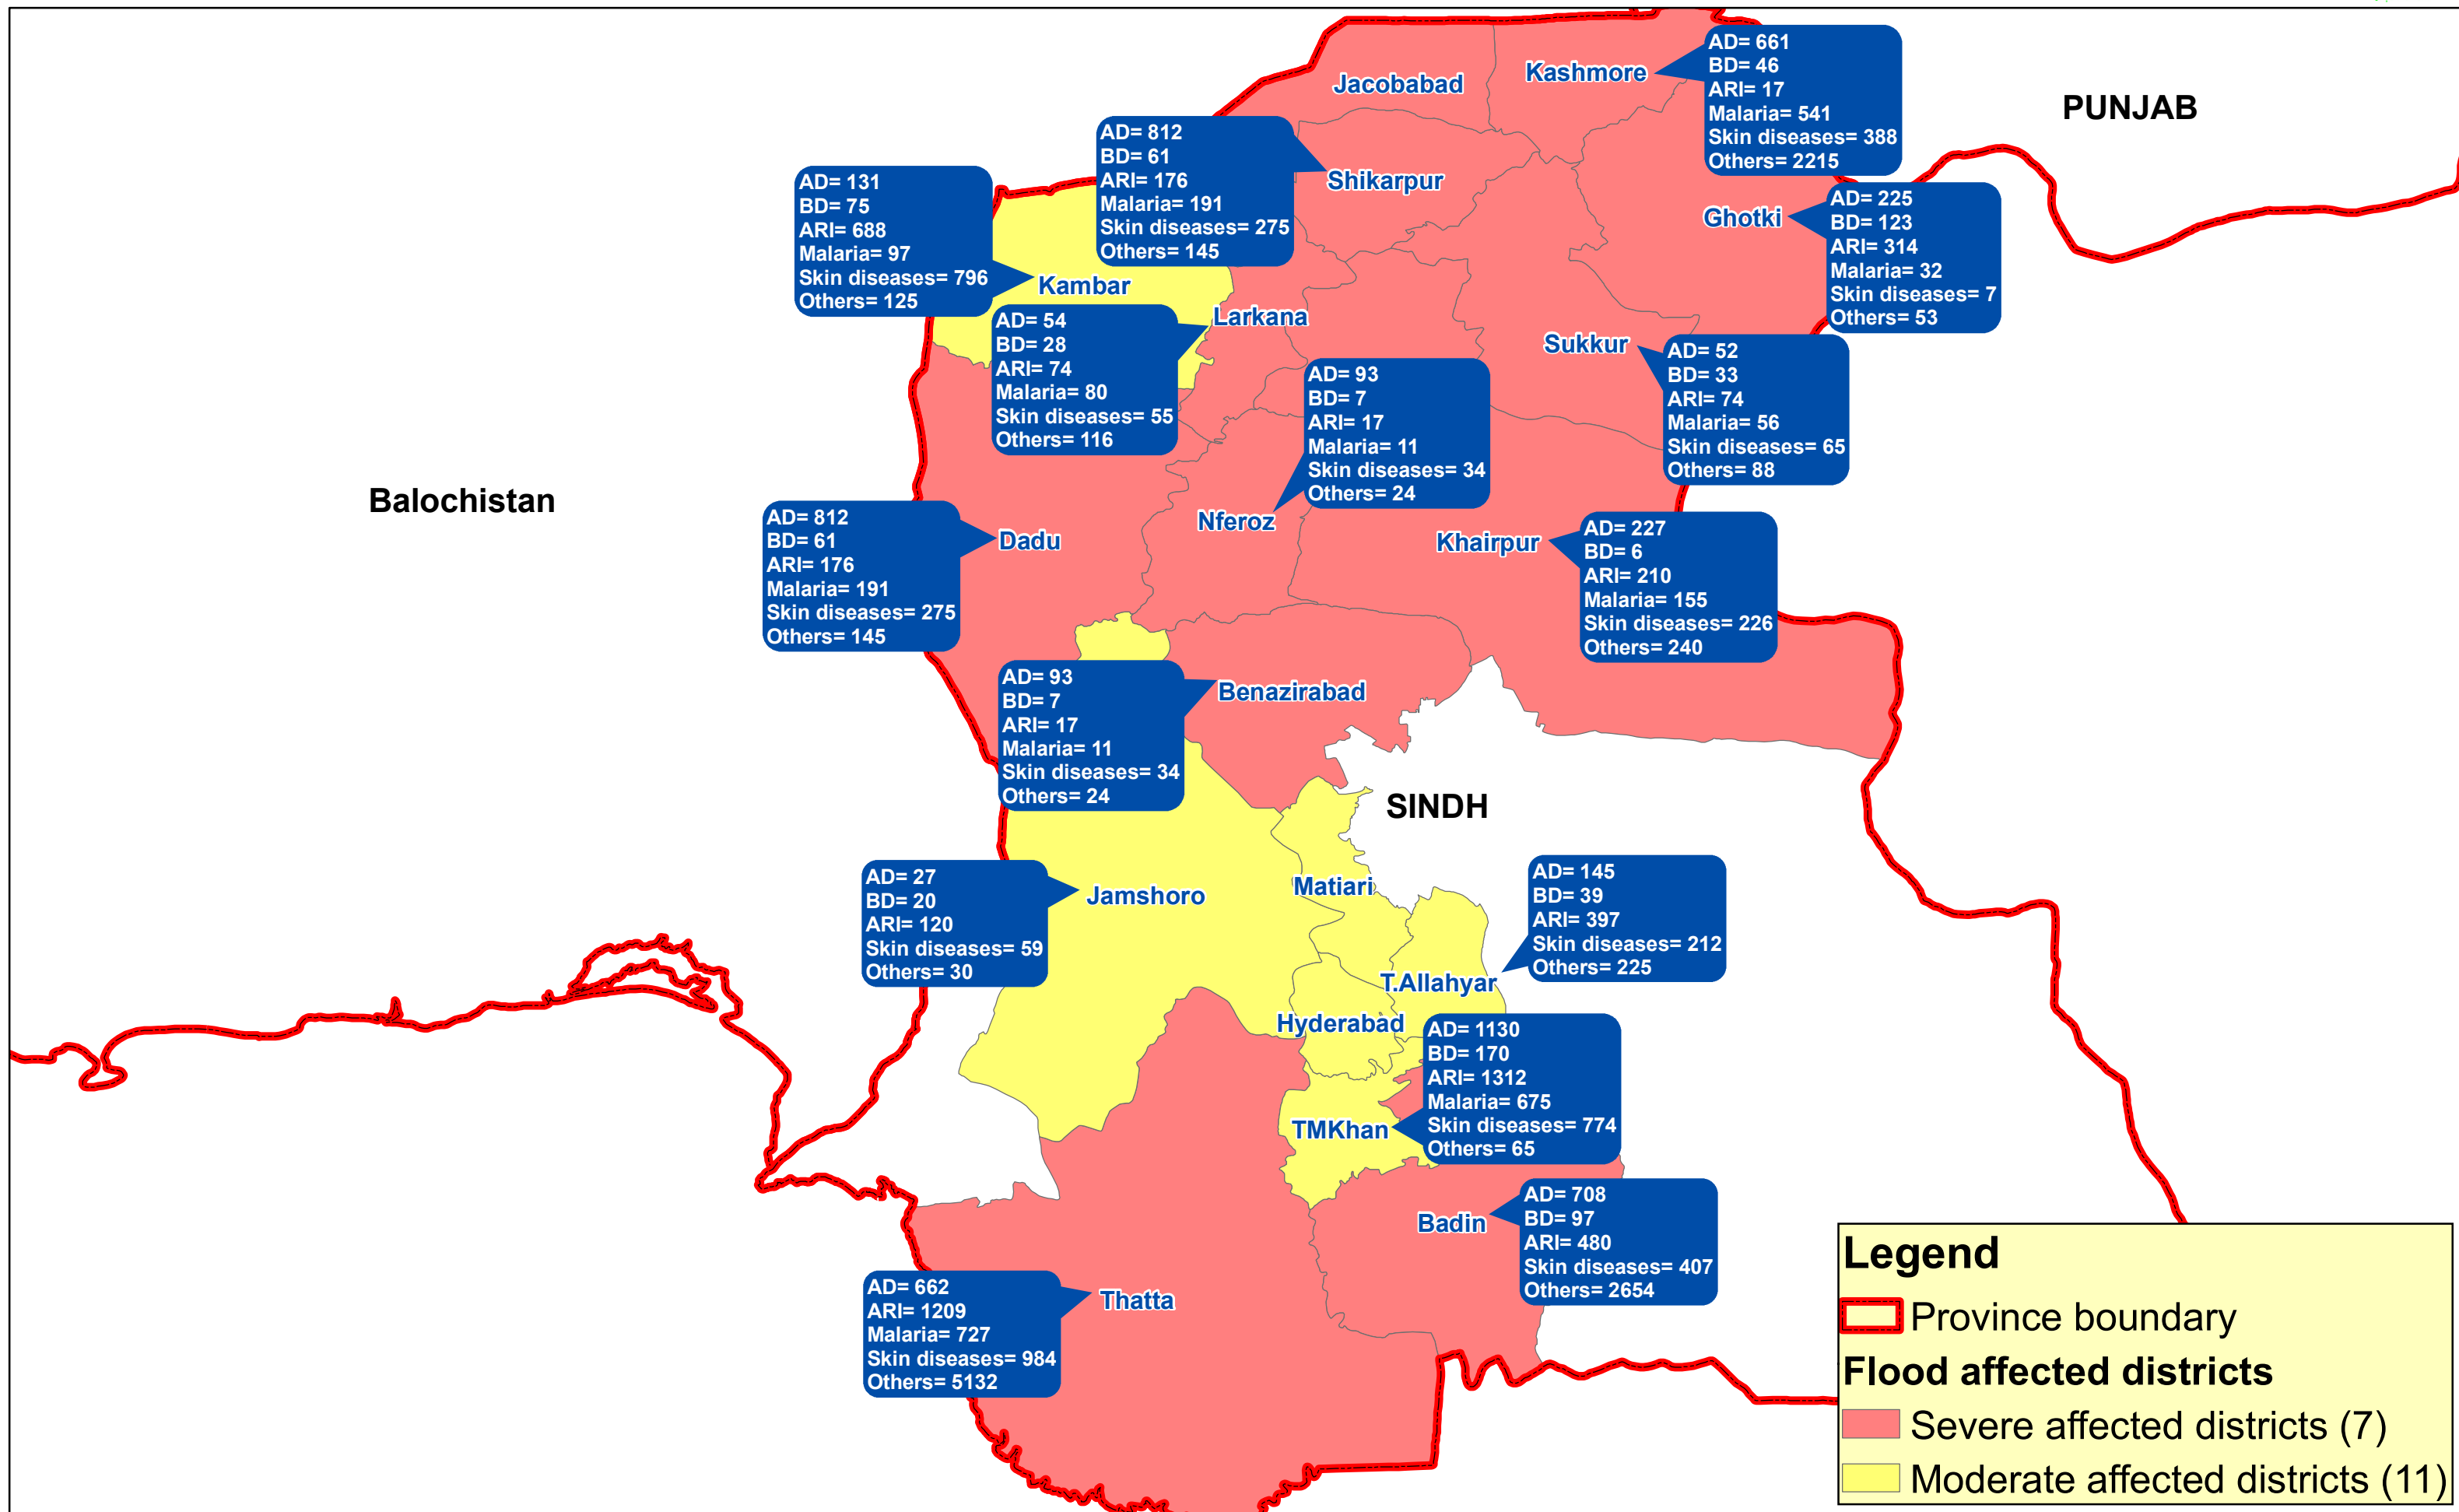 Jacobabad
Kashmore
AD= 661
BD= 46
ARI= 17
Malaria= 541
Skin diseases= 388
Others= 2215
PUNJAB
AD= 812
BD= 61
ARI= 176
Malaria= 191
Skin diseases= 275
Others= 145
Shikarpur
AD= 131
BD= 75
ARI= 688
Malaria= 97
Skin diseases= 796
Others= 125
Kambar
Ghotki
AD= 225
BD= 123
ARI= 314
Malaria= 32
Skin diseases= 7
Others= 53
AD= 54
BD= 28
ARI= 74
Malaria= 80
Skin diseases= 55
Others= 116
Larkana
Sukkur
AD= 52
BD= 33
ARI= 74
Malaria= 56
Skin diseases= 65
Others= 88
AD= 93
BD= 7
ARI= 17
Malaria= 11
Skin diseases= 34
Others= 24
Nferoz
Balochistan
AD= 812
BD= 61
ARI= 176
Malaria= 191
Skin diseases= 275
Others= 145
Dadu
Khairpur
AD= 227
BD= 6
ARI= 210
Malaria= 155
Skin diseases= 226
Others= 240
AD= 93
BD= 7
ARI= 17
Malaria= 11
Skin diseases= 34
Others= 24
Benazirabad
SINDH
AD= 27
BD= 20
ARI= 120
Skin diseases= 59
Others= 30
Jamshoro
Matiari
AD= 145
BD= 39
ARI= 397
Skin diseases= 212
Others= 225
T.Allahyar
Hyderabad
AD= 1130
BD= 170
ARI= 1312
Malaria= 675
Skin diseases= 774
Others= 65
TMKhan
Badin
AD= 708
BD= 97
ARI= 480
Skin diseases= 407
Others= 2654
AD= 662
ARI= 1209
Malaria= 727
Skin diseases= 984
Others= 5132
Thatta
Legend
Province boundary
Flood affected districts
Severe affected districts (7)
Moderate affected districts (11)